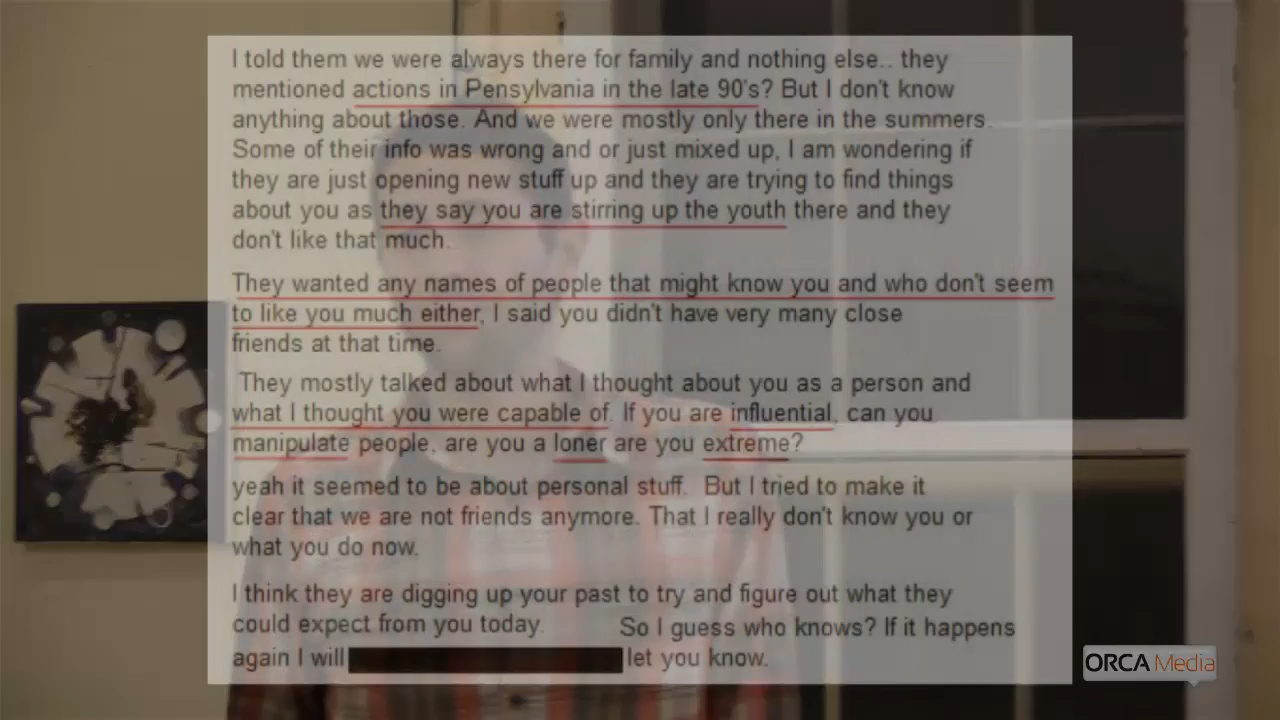 I told them we were always there for family and nothing else.. they
mentioned actions in Pensylvania in the late 90's? But I don't know
anything about those. And we were mostly only there in the summers.
Some of their info was wrong and or just mixed up, I am wondering if
they are just opening new stuff up and they are trying to find things
about you as they say you are stirring up the youth there and they
don't like that much.
They wanted any names of people that might know you and who don't seem
to like you much either, I said you didn't have very many close
friends at that time.
They mostly talked about what I thought about you as a person and
what I thought you were capable of. If you are influential, can you
manipulate people, are you a loner are you extreme?
yeah it seemed to be about personal stuff. But I tried to make it
clear that we are not friends anymore. That I really don't know you or
what you do now.
I think they are digging up your past to try and figure out what they
could expect from you today. So I guess who knows? If it happens
again I will let you know.
ORCA Media